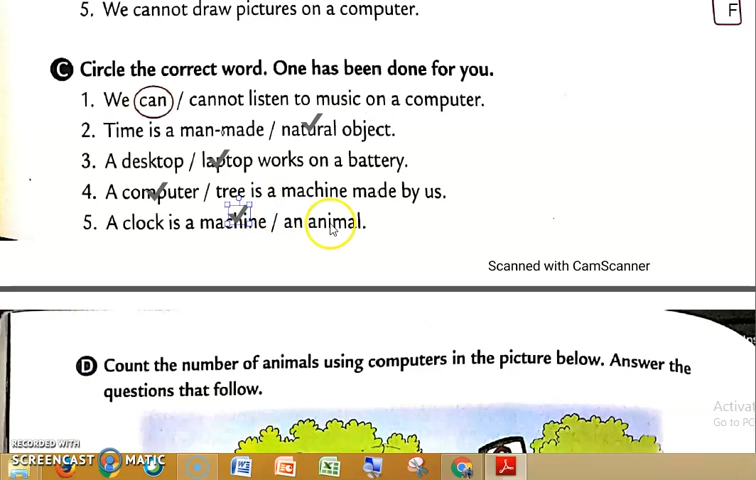 5. We cannot draw pictures on a computer.
F
C Circle the correct word. One has been done for you.
1. We can / cannot listen to music on a computer.
2. Time is a man-made / natural object.
3. A desktop / laptop works on a battery.
4. A computer / tree is a machine made by us.
5. A clock is a machine / an animal.
Scanned with CamScanner
D Count the number of animals using computers in the picture below. Answer the
questions that follow.
Activat
Go to PC
RECORDED WITH
SCREENCAST MATIC